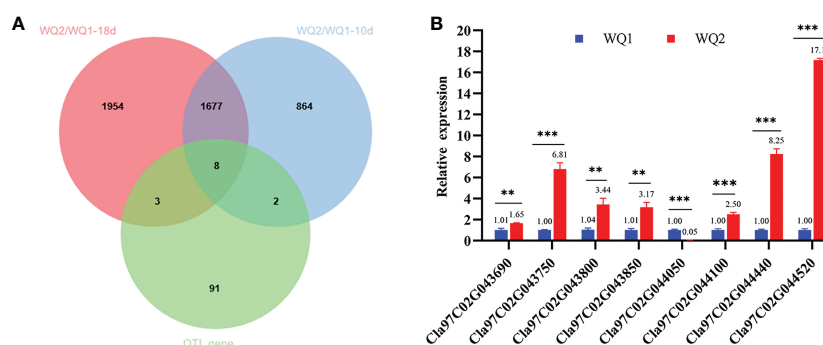 A
WQ2/WQ1-18d
WQ2/WQ1-10d
1954
1677
864
8
3
2
91
QTL gene
B
WQ1
WQ2
Relative expression
20
18
16
14
12
10
8
6
4
2
0
**
1.01
1.65
***
1.00
6.81
**
1.04
3.44
**
1.01
3.17
***
1.00
0.05
***
1.00
2.50
***
1.00
8.25
***
1.00
Cla97C02G043690
Cla97C02G043750
Cla97C02G043800
Cla97C02G043850
Cla97C02G044050
Cla97C02G044100
Cla97C02G044440
Cla97C02G044520